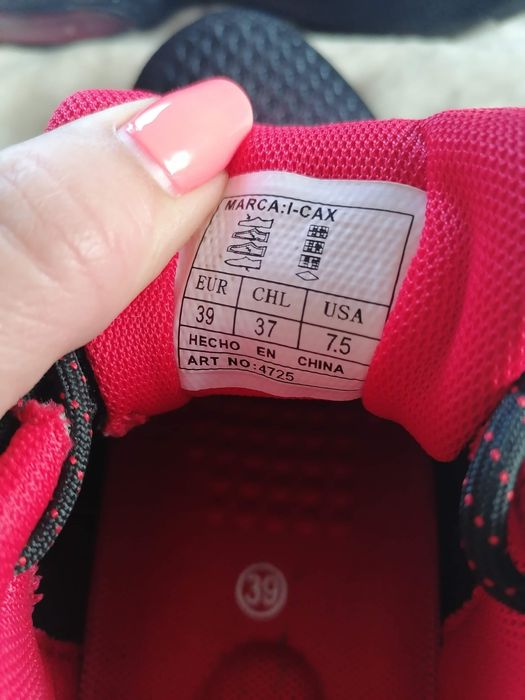 MARCA:I-CAX
EUR CHL USA
39 37 7.5
HECHO EN CHINA
ART NO:4725
39